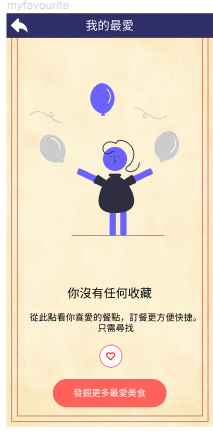 myfavourite
我的最愛
你沒有任何收藏
從此點看你喜愛的餐點，訂餐更方便快捷。
只需尋找
發掘更多最愛美食